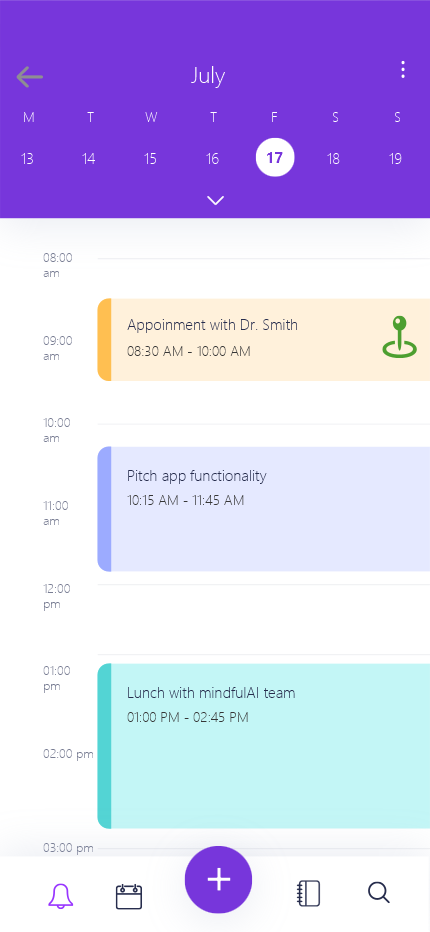 July
M T W T F S S
13 14 15 16 17 18 19
08:00
am
Appoinment with Dr. Smith
09:00
am
08:30 AM - 10:00 AM
10:00
am
Pitch app functionality
10:15 AM - 11:45 AM
11:00
am
12:00
pm
01:00
pm
Lunch with mindfulAI team
01:00 PM - 02:45 PM
02:00 pm
03:00 pm